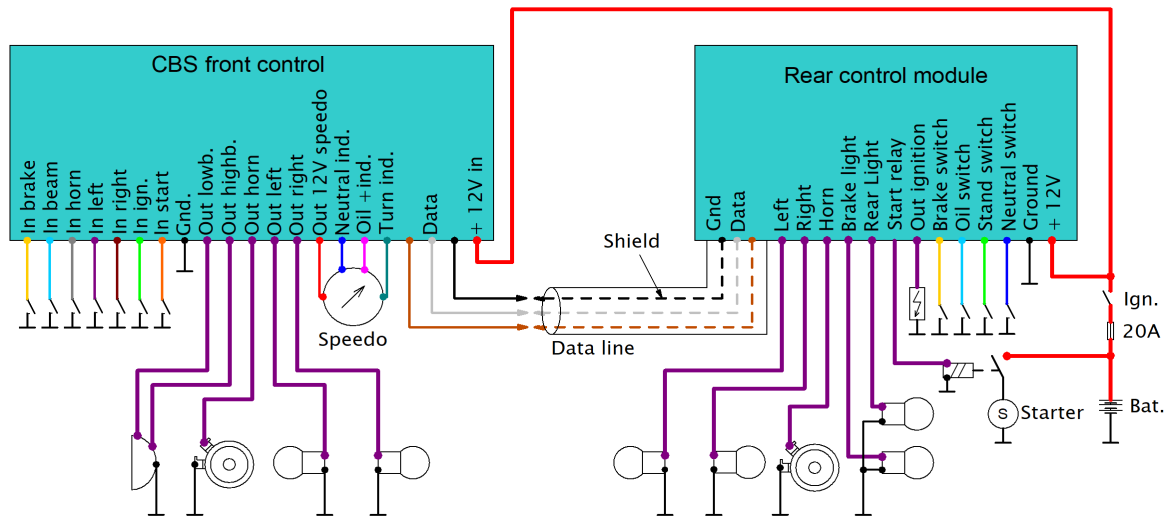 CBS front control
In brake
In beam
In horn
In left
In right
In ign.
In start
Gnd.
Out lowb.
Out highb.
Out horn
Out left
Out right
Out 12V speedo
Neutral ind.
Oil +ind.
Turn ind.
Data
+ 12V in
Rear control module
Gnd
Data
Left
Right
Horn
Brake light
Rear Light
Start relay
Out ignition
Brake switch
Oil switch
Stand switch
Neutral switch
Ground
+ 12V
Shield
Speedo
Data line
Ign.
20A
Bat.
S
Starter